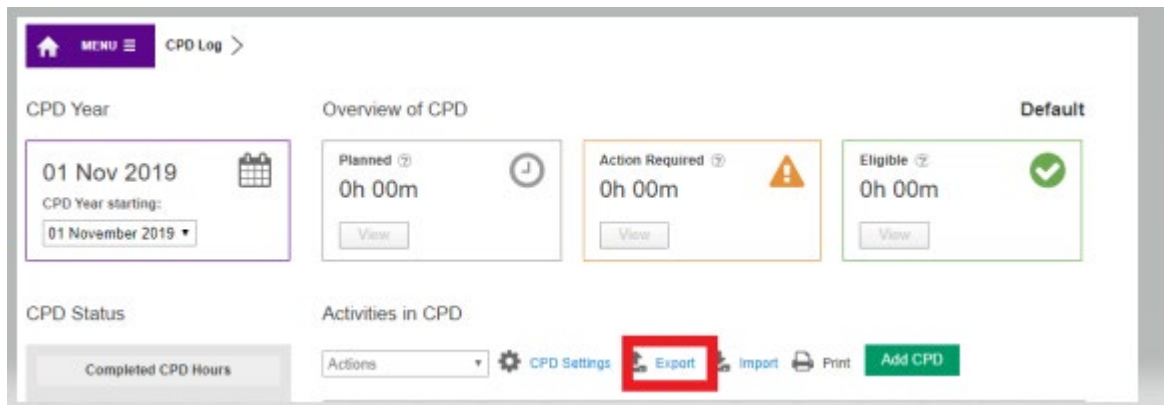 MENU CPD Log
CPD Year
Overview of CPD
Default
01 Nov 2019
CPD Year starting:
01 November 2019
Planned ?
0h 00m
View
Action Required ?
0h 00m
View
Eligible ?
0h 00m
View
CPD Status
Completed CPD Hours
Activities in CPD
Actions CPD Settings Export Import Print Add CPD